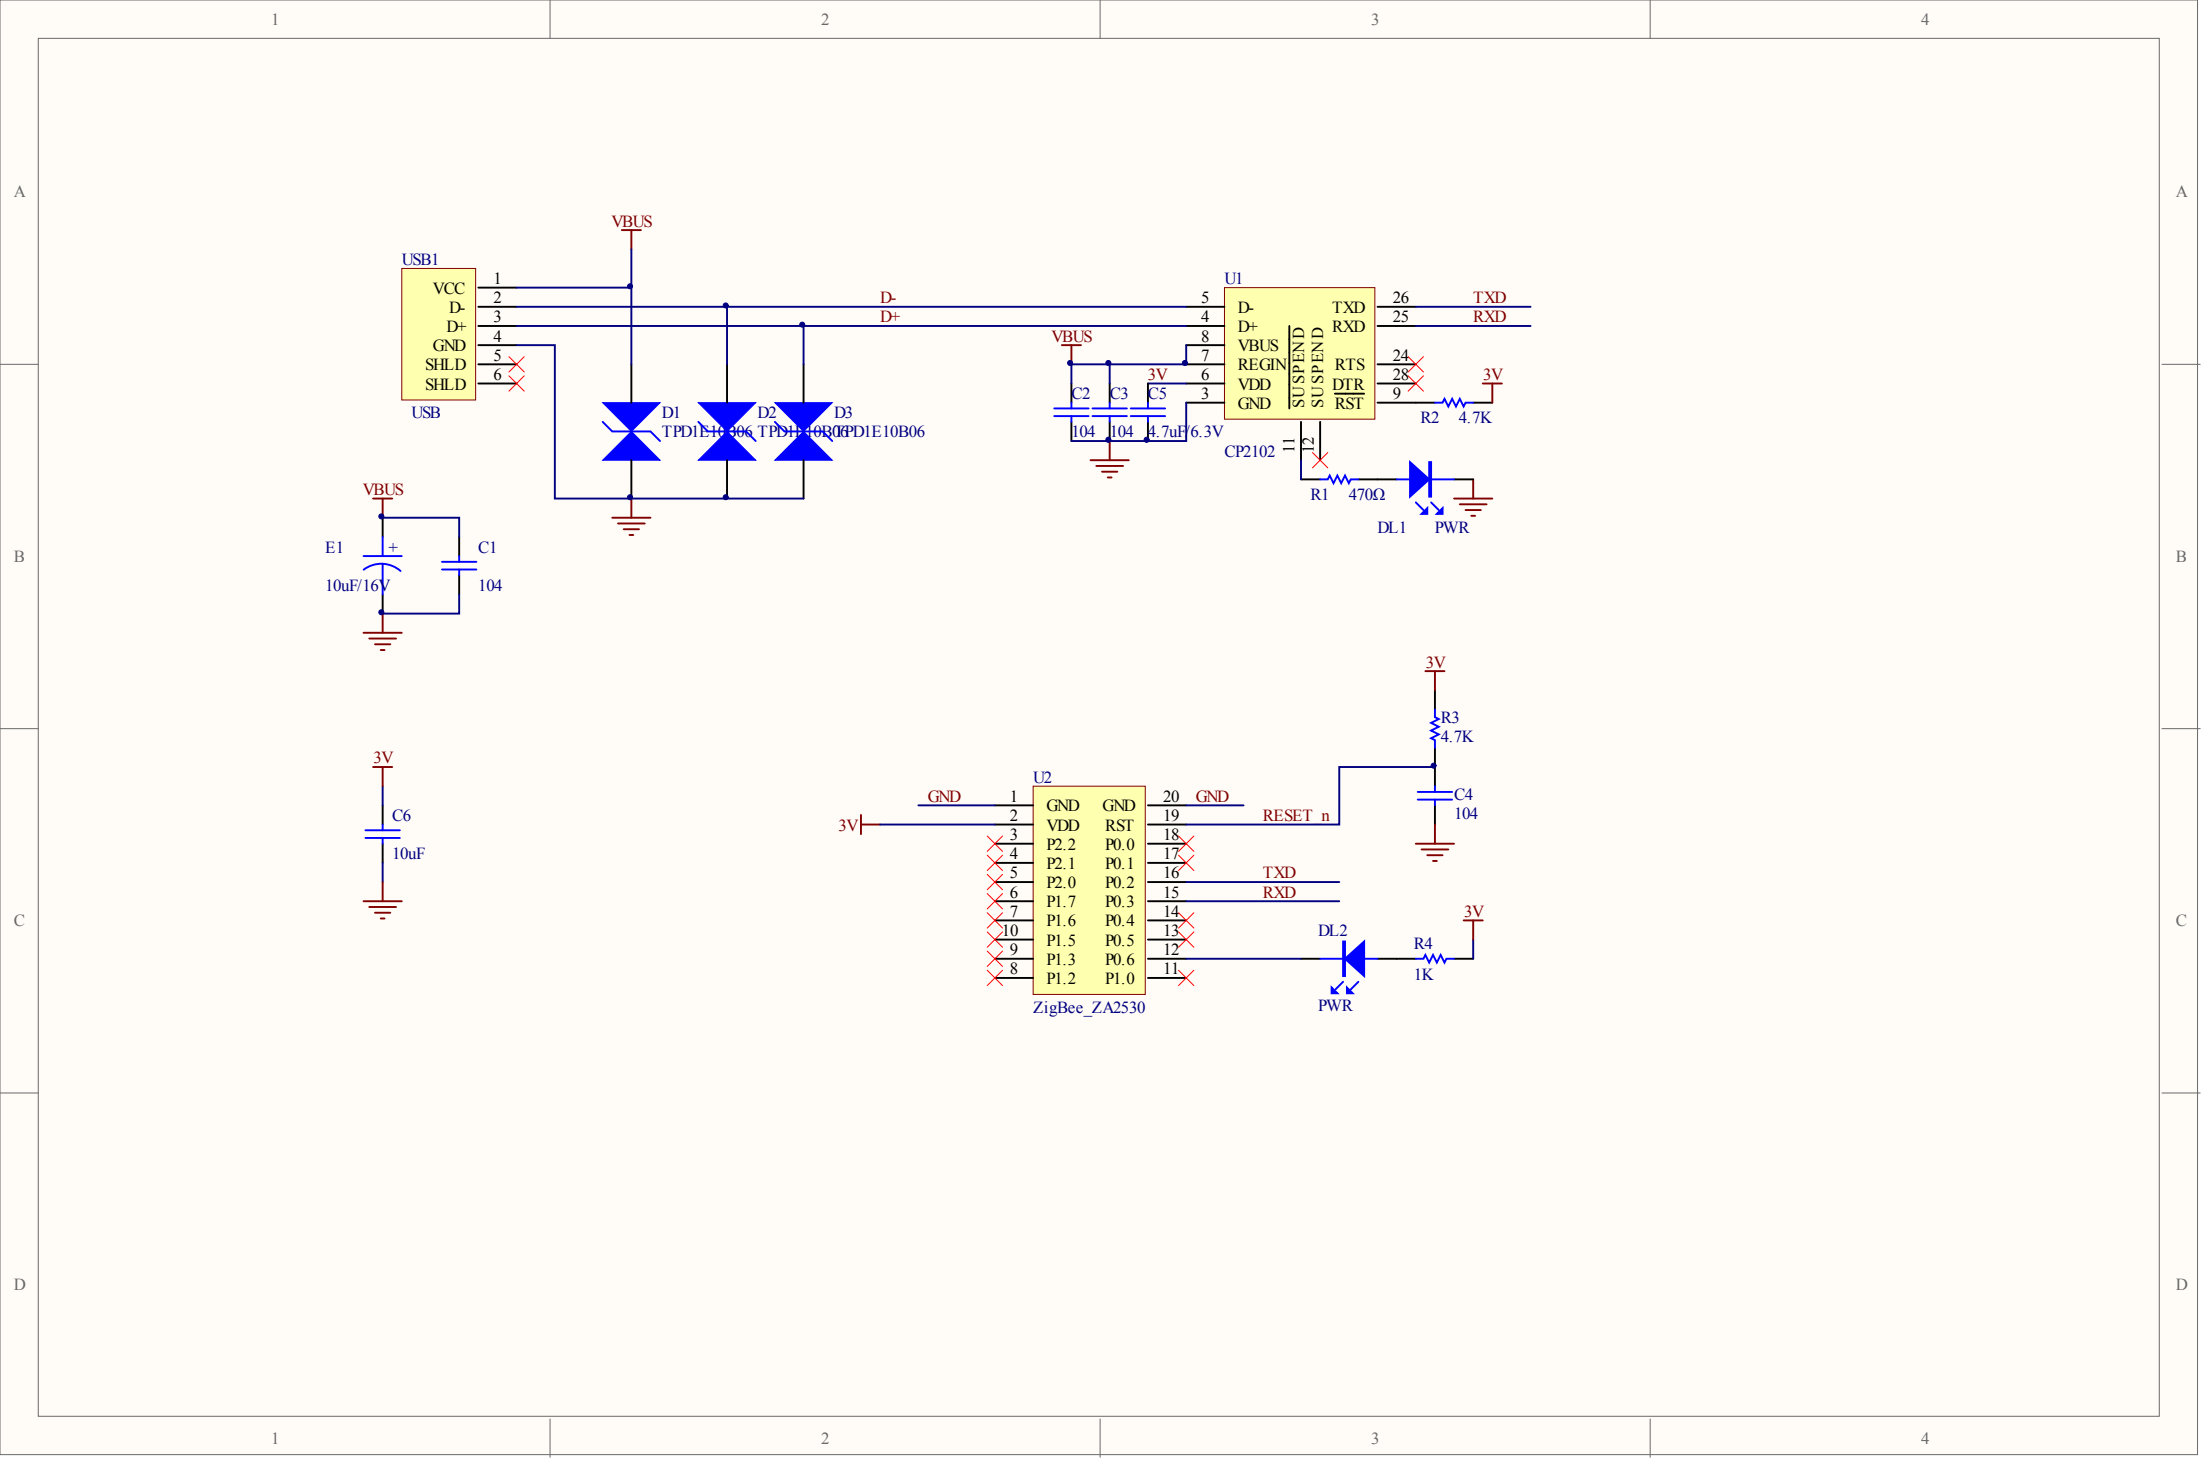 1 2 3 4
A A
VBUS
USB1
VCC 1
D- 2
D+ 3
GND 4
SHLD 5
SHLD 6
USB
D-
D+
D1
TPD1E10B06
D2
TPD1E10B06
D3
TPD1E10B06
U1
5 D- TXD 26 TXD
4 D+ RXD 25 RXD
8 VBUS
7 REGIN RTS 24
6 VDD DTR 28
3 GND RST 9
SUSPEND
SUSPEND
11
12
CP2102
VBUS
3V
C2
104
C3
104
C5
4.7uF/6.3V
3V
R2 4.7K
R1 470Ω
DL1 PWR
B B
VBUS
E1
+
10uF/16V
C1
104
3V
R3
4.7K
C4
104
3V
C6
10uF
U2
GND 1 GND GND 20 GND
3V 2 VDD RST 19 RESET_n
3 P2.2 P0.0 18
4 P2.1 P0.1 17
5 P2.0 P0.2 16 TXD
6 P1.7 P0.3 15 RXD
7 P1.6 P0.4 14
10 P1.5 P0.5 13
9 P1.3 P0.6 12
8 P1.2 P1.0 11
ZigBee_ZA2530
DL2
PWR
R4
1K
3V
C C
D D
1 2 3 4